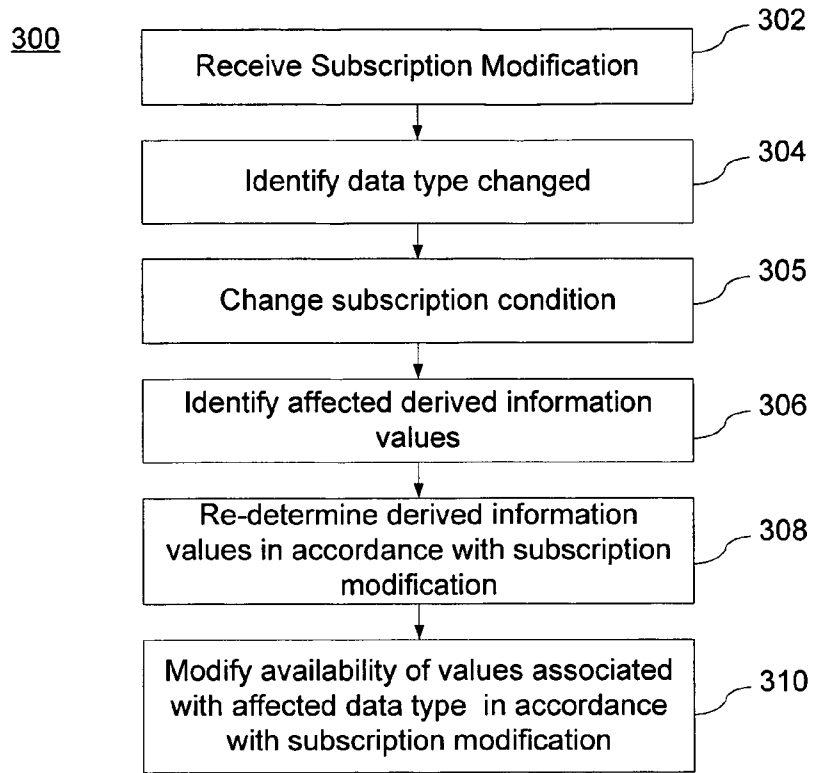 300
302
Receive Subscription Modification
304
Identify data type changed
305
Change subscription condition
306
Identify affected derived information
values
308
Re-determine derived information
values in accordance with subscription
modification
310
Modify availability of values associated
with affected data type in accordance
with subscription modification